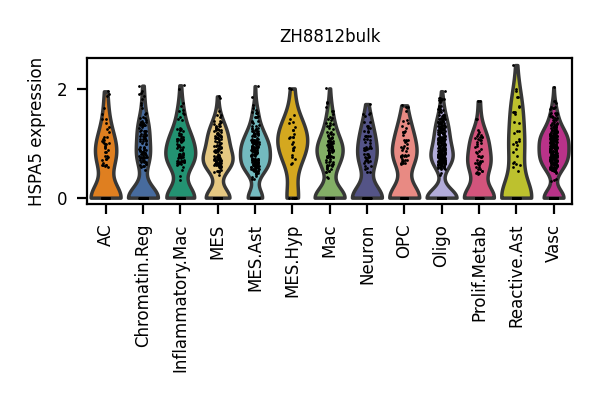 ZH8812bulk
HSPA5 expression
2
0
AC
Chromatin.Reg
Inflammatory.Mac
MES
MES.Ast
MES.Hyp
Mac
Neuron
OPC
Oligo
Prolif.Metab
Reactive.Ast
Vasc